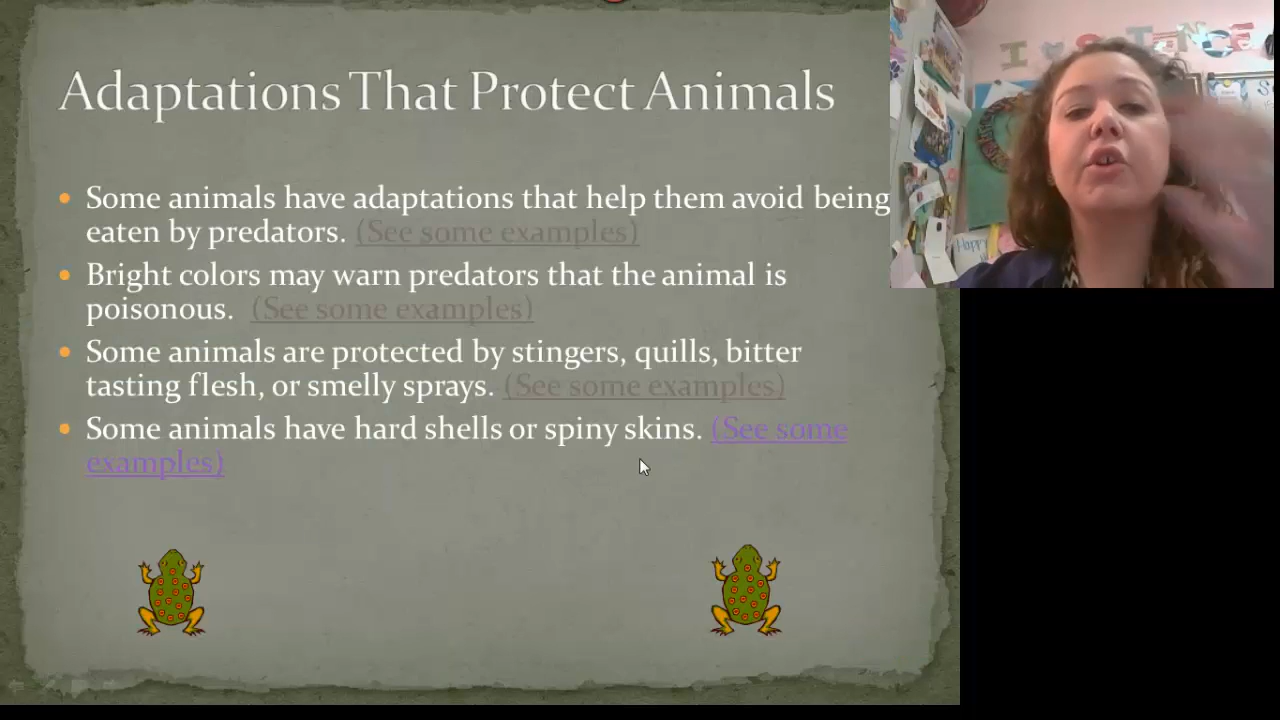 Adaptations That Protect Animals
Some animals have adaptations that help them avoid being
eaten by predators. (See some examples)
Bright colors may warn predators that the animal is
poisonous. (See some examples)
Some animals are protected by stingers, quills, bitter
tasting flesh, or smelly sprays. (See some examples)
Some animals have hard shells or spiny skins. (See some
examples)
Happy